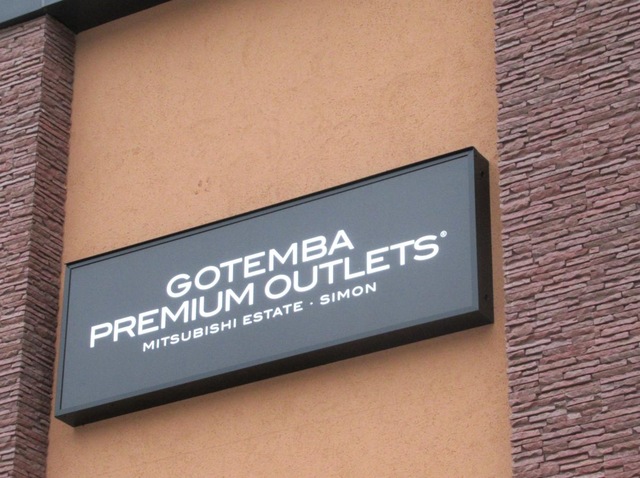 GOTEMBA
PREMIUM OUTLETS®
MITSUBISHI ESTATE · SIMON